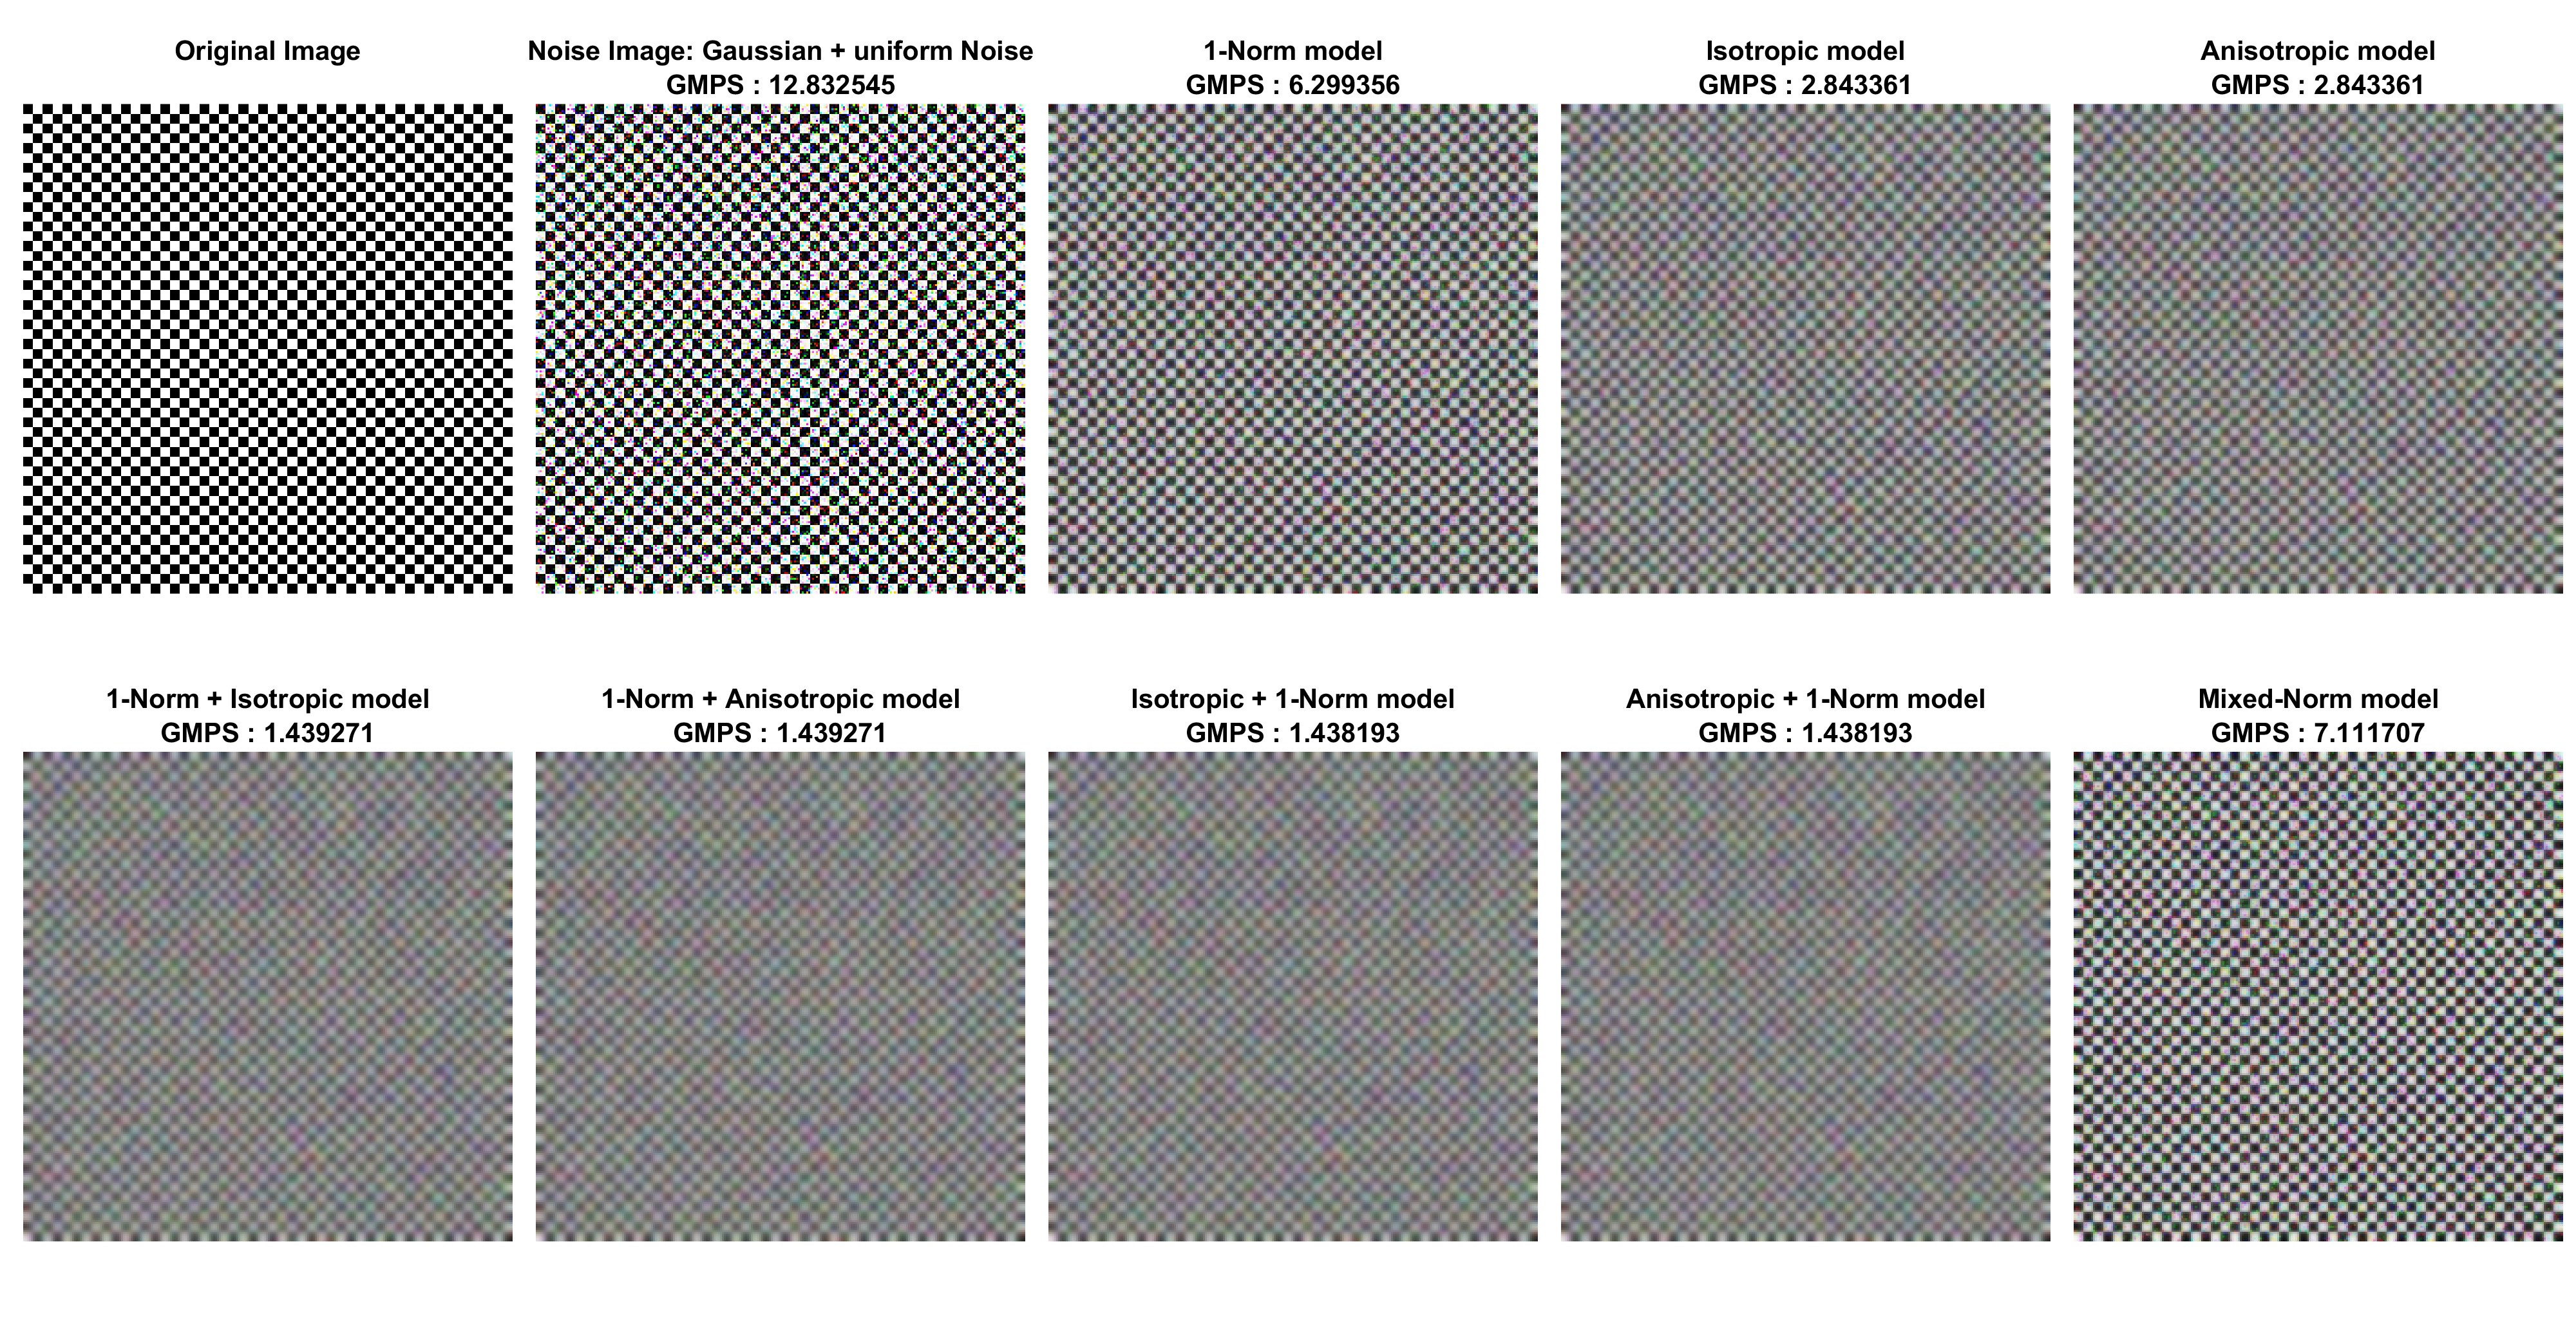 Original Image
Noise Image: Gaussian + uniform Noise
GMPS : 12.832545
1-Norm model
GMPS : 6.299356
Isotropic model
GMPS : 2.843361
Anisotropic model
GMPS : 2.843361
1-Norm + Isotropic model
GMPS : 1.439271
1-Norm + Anisotropic model
GMPS : 1.439271
Isotropic + 1-Norm model
GMPS : 1.438193
Anisotropic + 1-Norm model
GMPS : 1.438193
Mixed-Norm model
GMPS : 7.111707